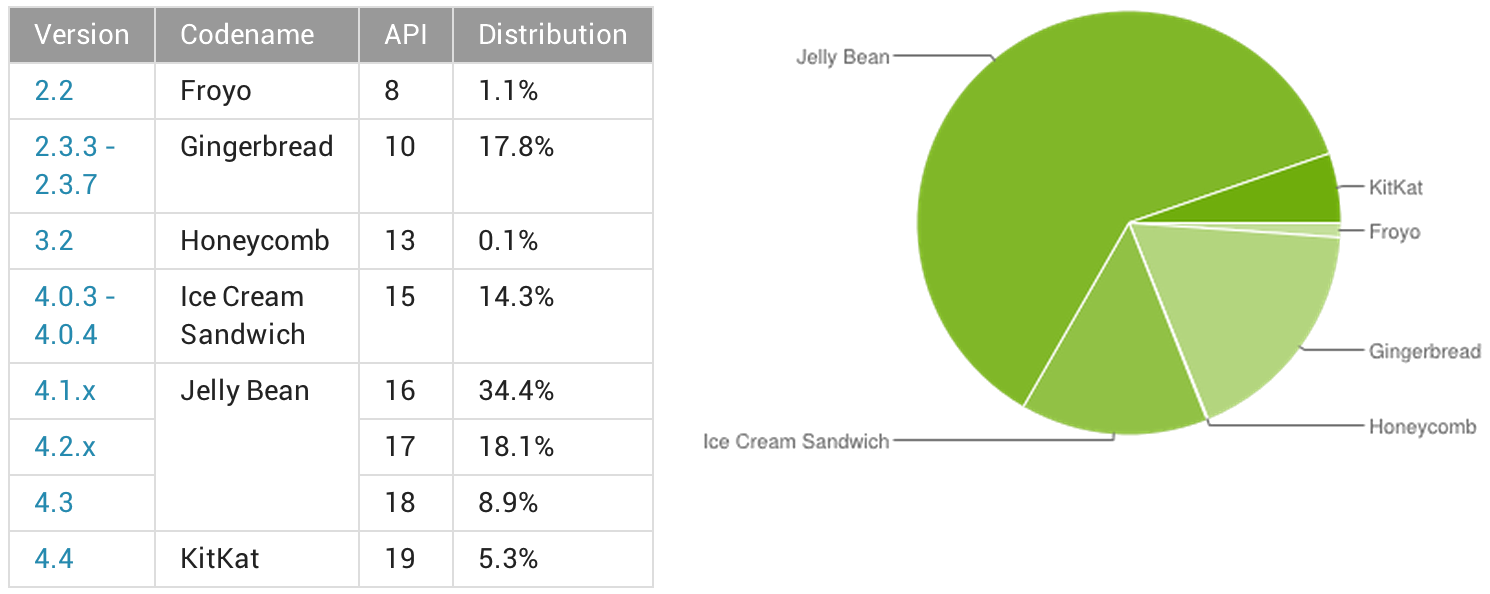 Version Codename API Distribution
2.2 Froyo 8 1.1%
2.3.3 - Gingerbread 10 17.8%
2.3.7
3.2 Honeycomb 13 0.1%
4.0.3 - Ice Cream 15 14.3%
4.0.4 Sandwich
4.1.x Jelly Bean 16 34.4%
4.2.x 17 18.1%
4.3 18 8.9%
4.4 KitKat 19 5.3%
Jelly Bean
KitKat
Froyo
Gingerbread
Honeycomb
Ice Cream Sandwich